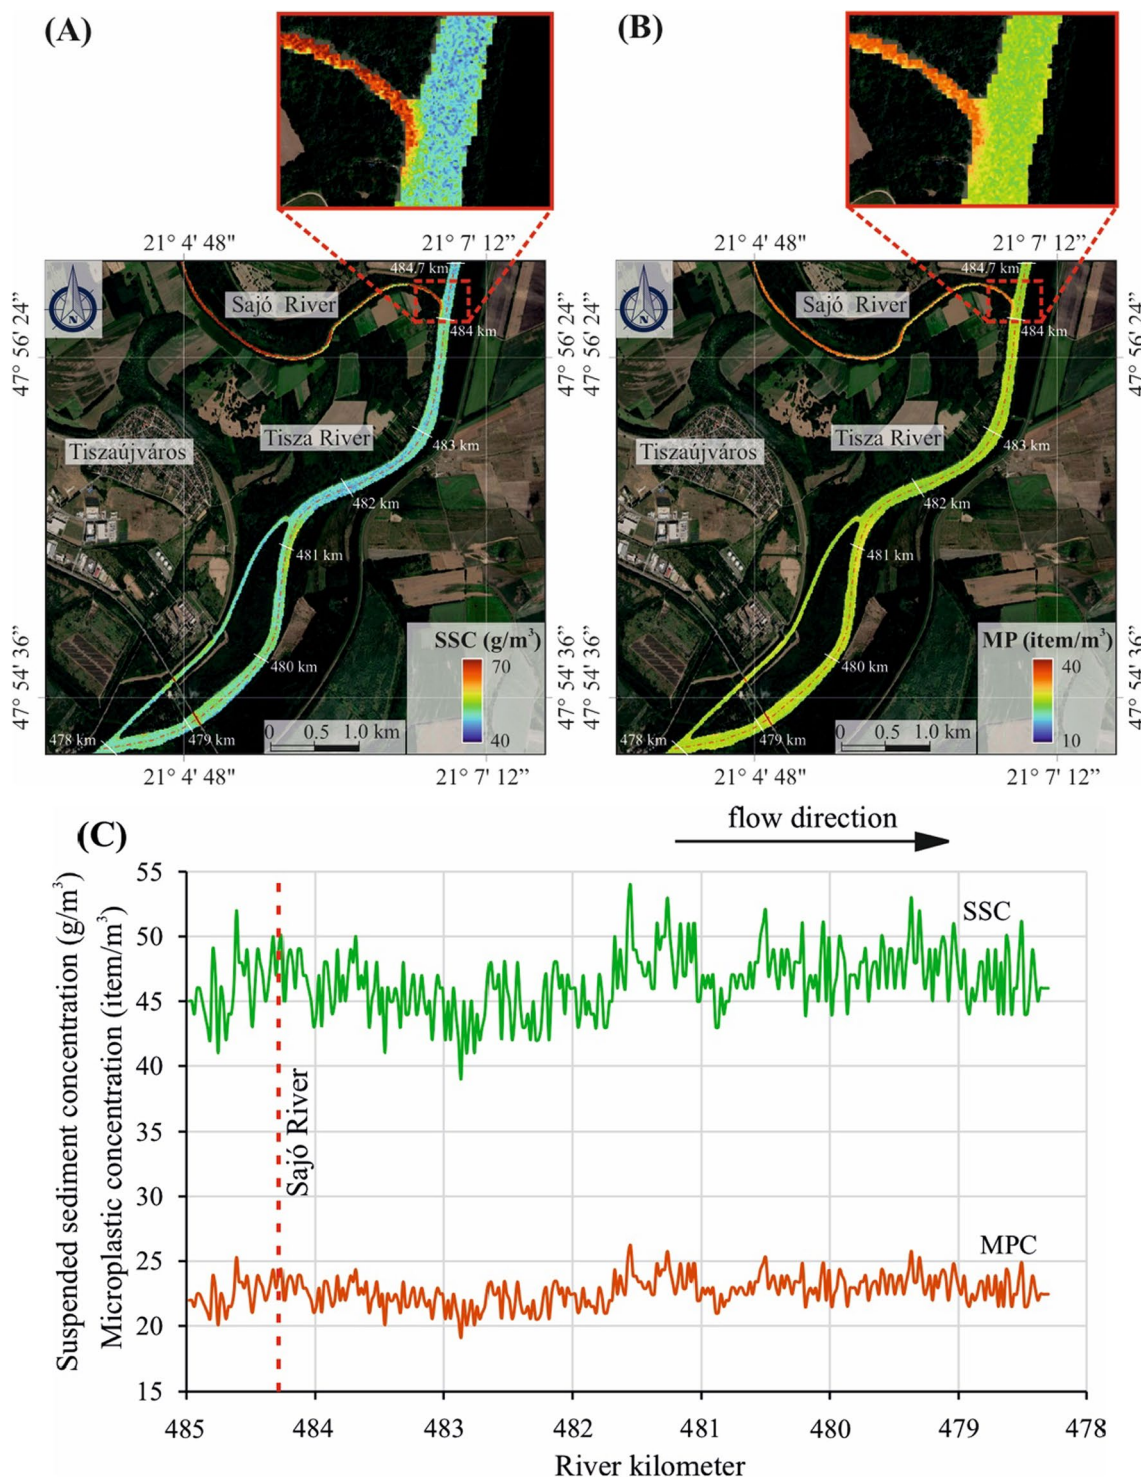 (A)
(B)
21° 4' 48"
21° 7' 12’’
21° 4' 48"
21° 7' 12’’
484.7 km
Sajó River
N
484 km
47° 56' 24’’
483 km
Tisza River
Tiszaújváros
482 km
481 km
480 km
SSC (g/m³)
70
40
47° 54' 36’’
0 0.5 1.0 km
478 km
479 km
21° 4' 48"
21° 7' 12’’
484.7 km
Sajó River
N
484 km
47° 56' 24’’
47° 56' 24’’
483 km
Tisza River
Tiszaújváros
482 km
481 km
480 km
MP (item/m³)
40
10
47° 54' 36’’
47° 54' 36’’
0 0.5 1.0 km
478 km
479 km
21° 4' 48"
21° 7' 12’’
(C)
flow direction
Suspended sediment concentration (g/m³)
Microplastic concentration (item/m³)
55
50
45
40
35
30
25
20
15
SSC
MPC
Sajó River
485
484
483
482
481
480
479
478
River kilometer